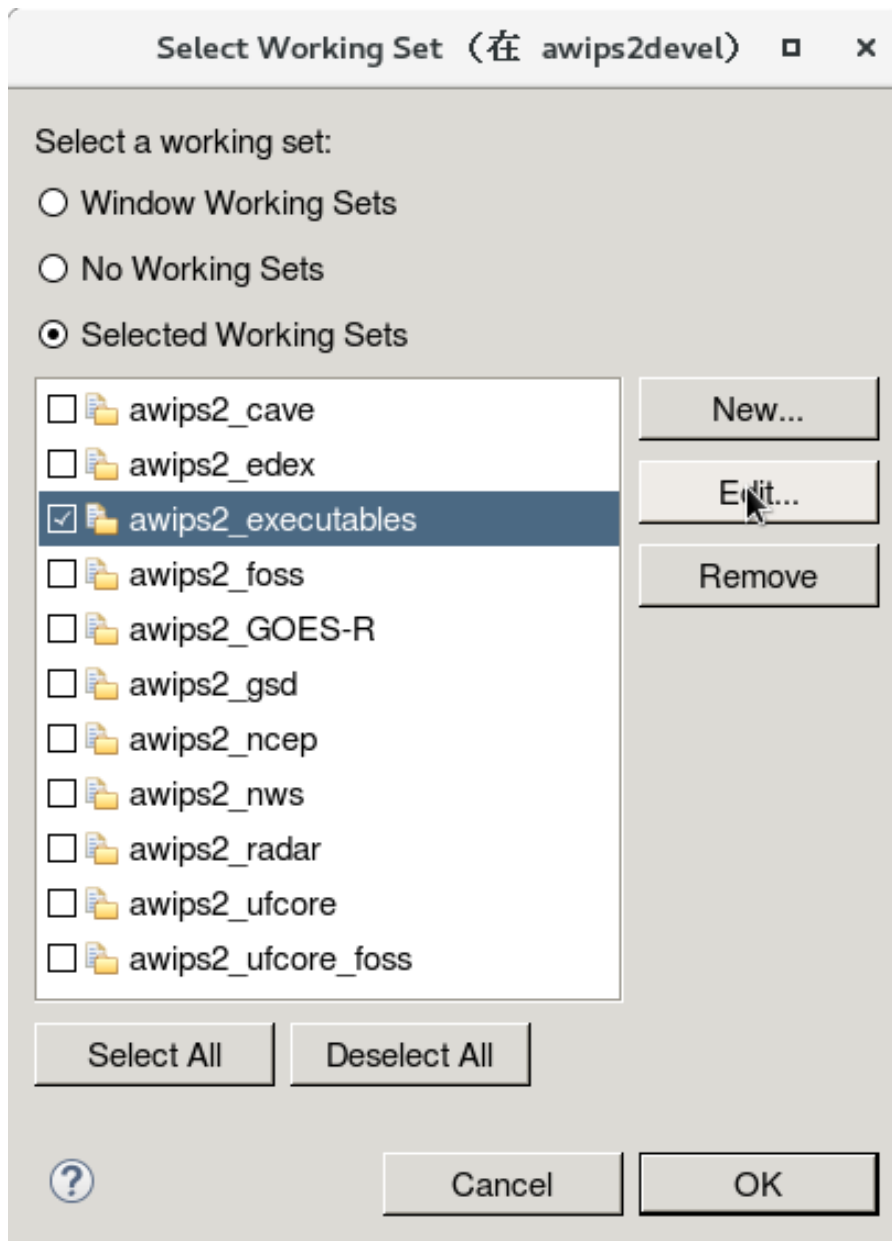 Select Working Set (在 awips2devel)
Select a working set:
Window Working Sets
No Working Sets
Selected Working Sets
awips2_cave
awips2_edex
awips2_executables
awips2_foss
awips2_GOES-R
awips2_gsd
awips2_ncep
awips2_nws
awips2_radar
awips2_ufcore
awips2_ufcore_foss
New...
Edit...
Remove
Select All
Deselect All
?
Cancel
OK